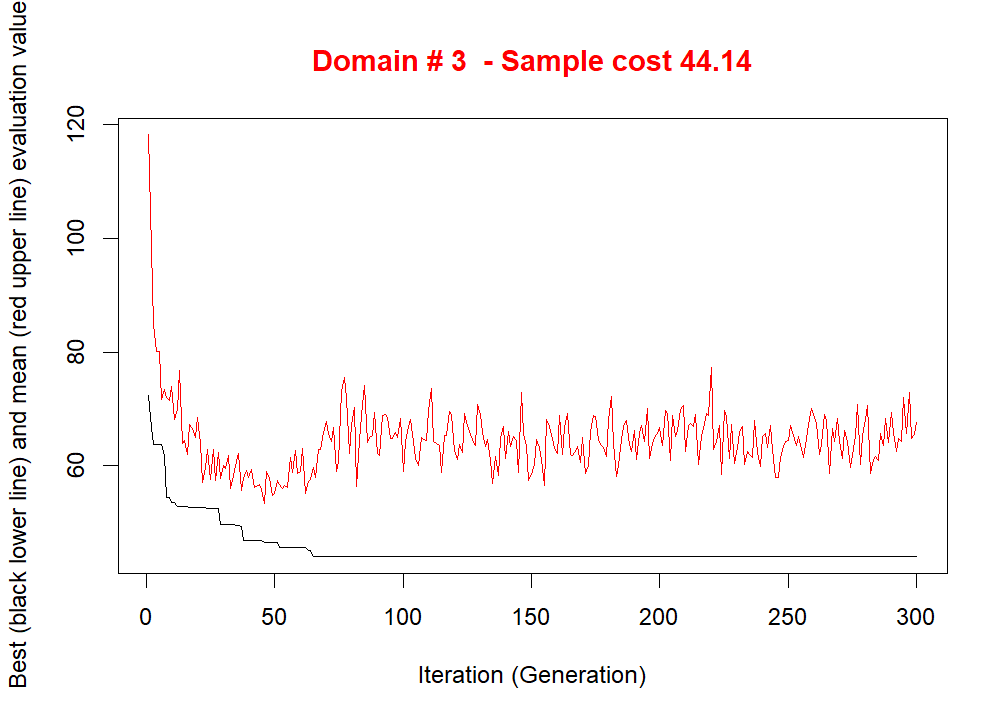 Domain # 3  - Sample cost 44.14
Best (black lower line) and mean (red upper line) evaluation value
120
100
80
60
0 50 100 150 200 250 300
Iteration (Generation)